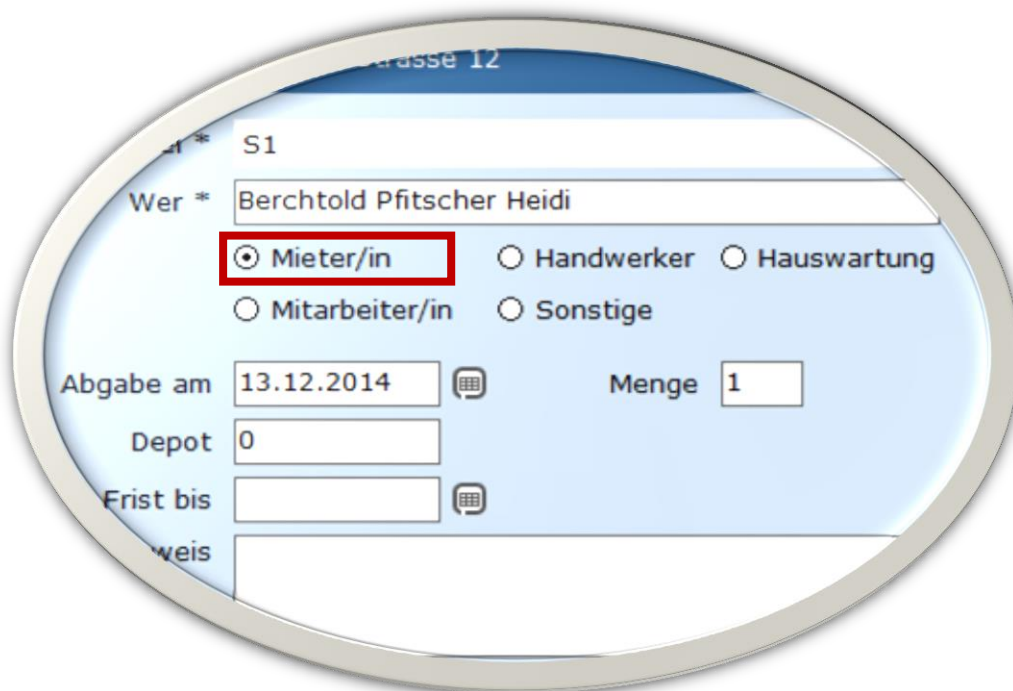 12
S1
Wer * Berchtold Pfitscher Heidi
Mieter/in Handwerker Hauswartung
Mitarbeiter/in Sonstige
Abgabe am 13.12.2014 Menge 1
Depot 0
Frist bis